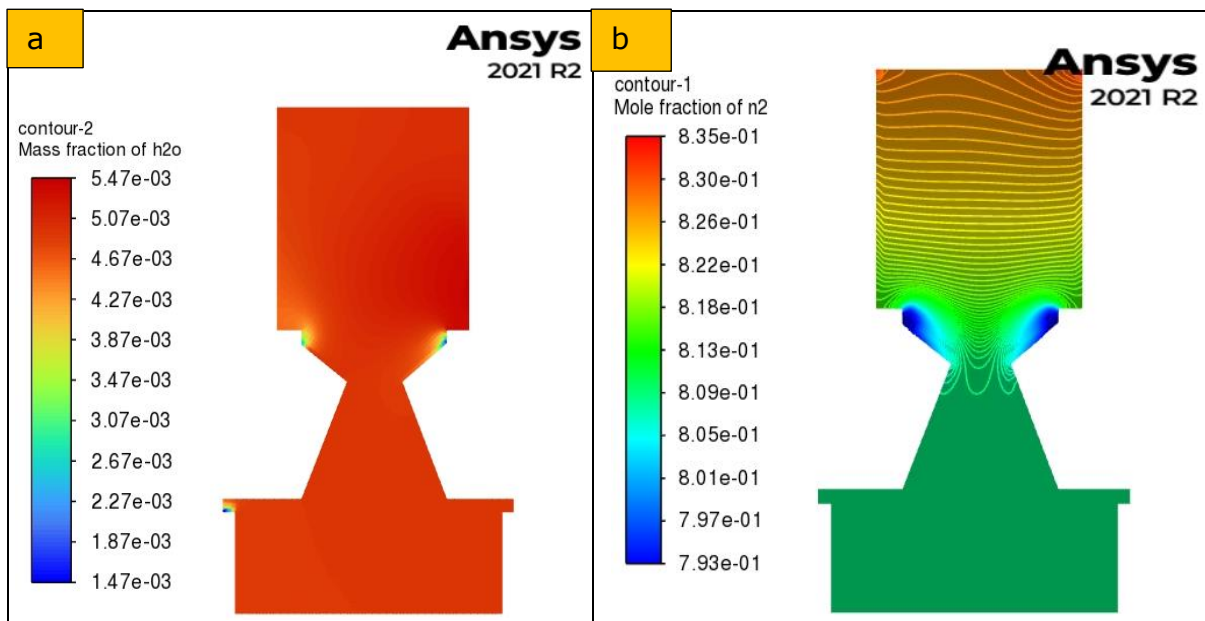 a
Ansys
2021 R2
contour-2
Mass fraction of h2o
5.47e-03
5.07e-03
4.67e-03
4.27e-03
3.87e-03
3.47e-03
3.07e-03
2.67e-03
2.27e-03
1.87e-03
1.47e-03
b
Ansys
2021 R2
contour-1
Mole fraction of n2
8.35e-01
8.30e-01
8.26e-01
8.22e-01
8.18e-01
8.13e-01
8.09e-01
8.05e-01
8.01e-01
7.97e-01
7.93e-01